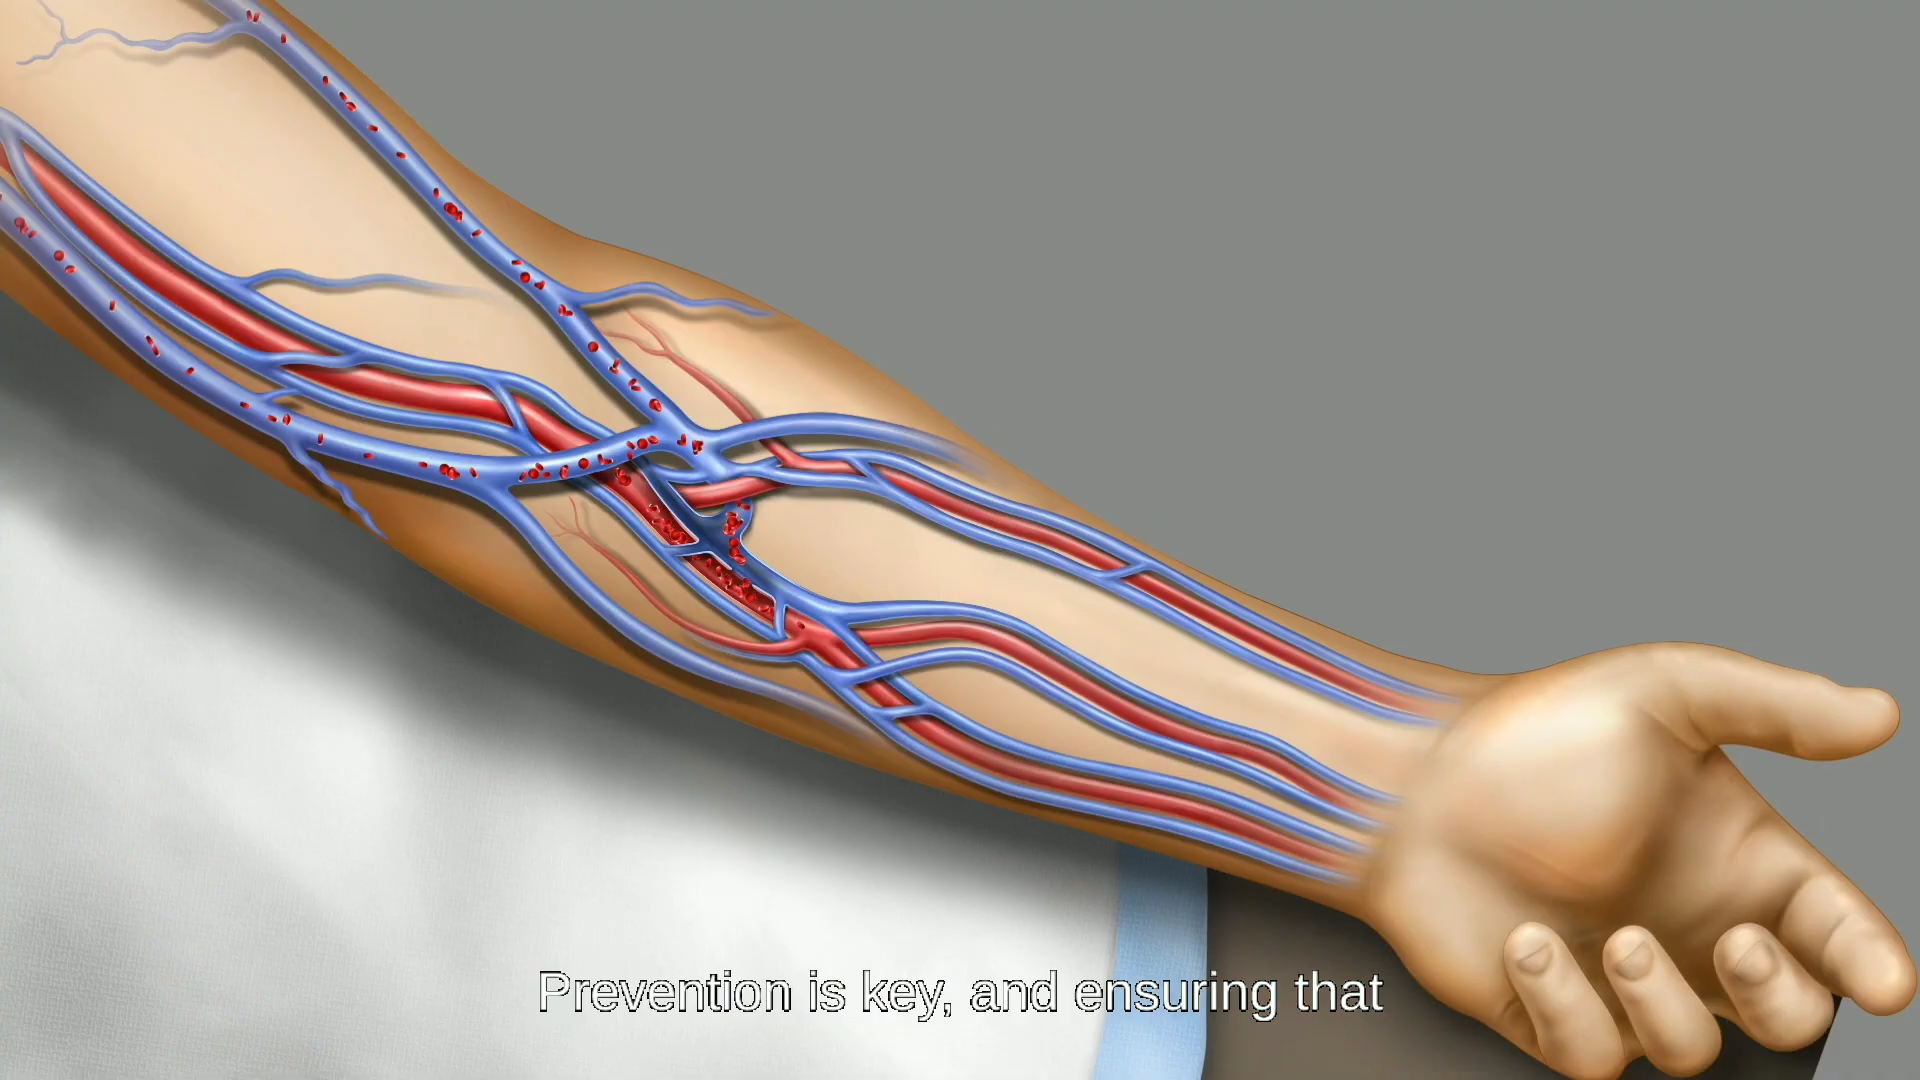 Prevention is key, and ensuring that